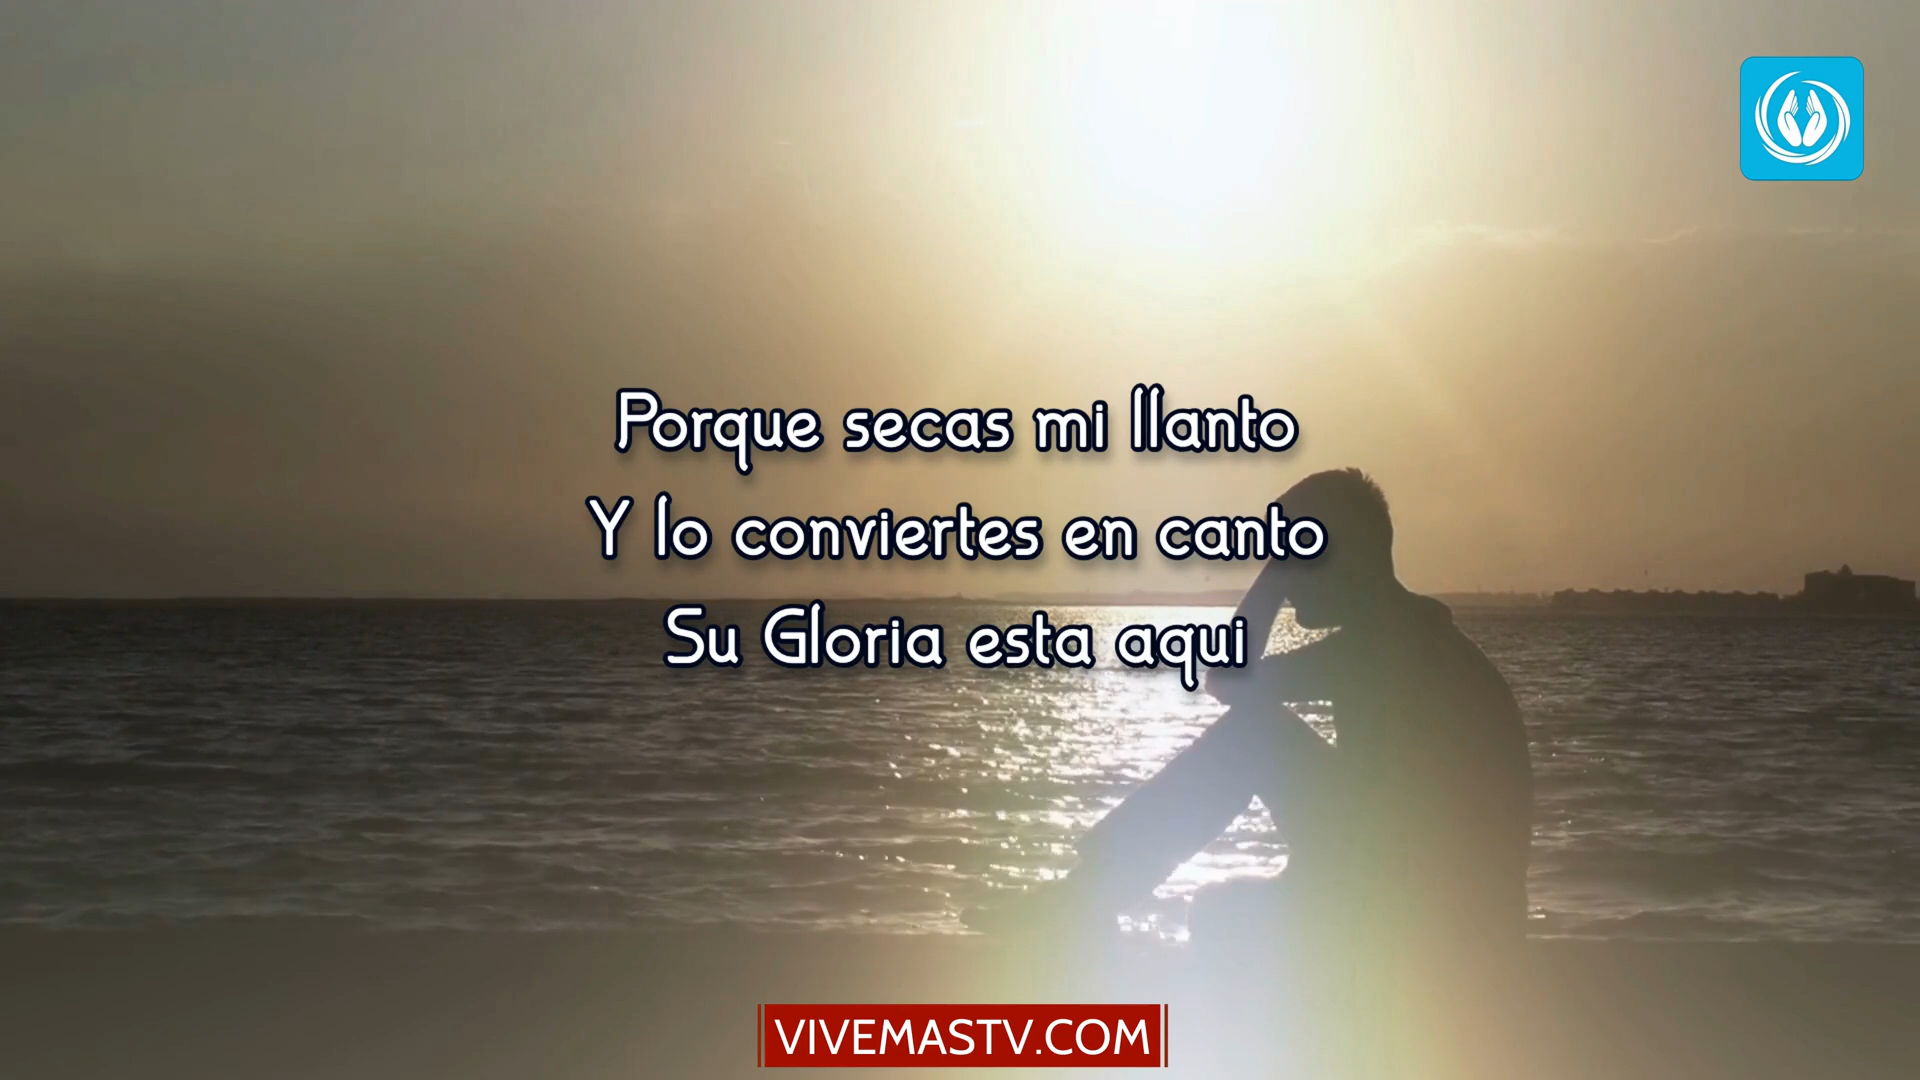 Porque secas mi llanto
Y lo conviertes en canto
Su Gloria esta aqui
VIVEMASTV.COM